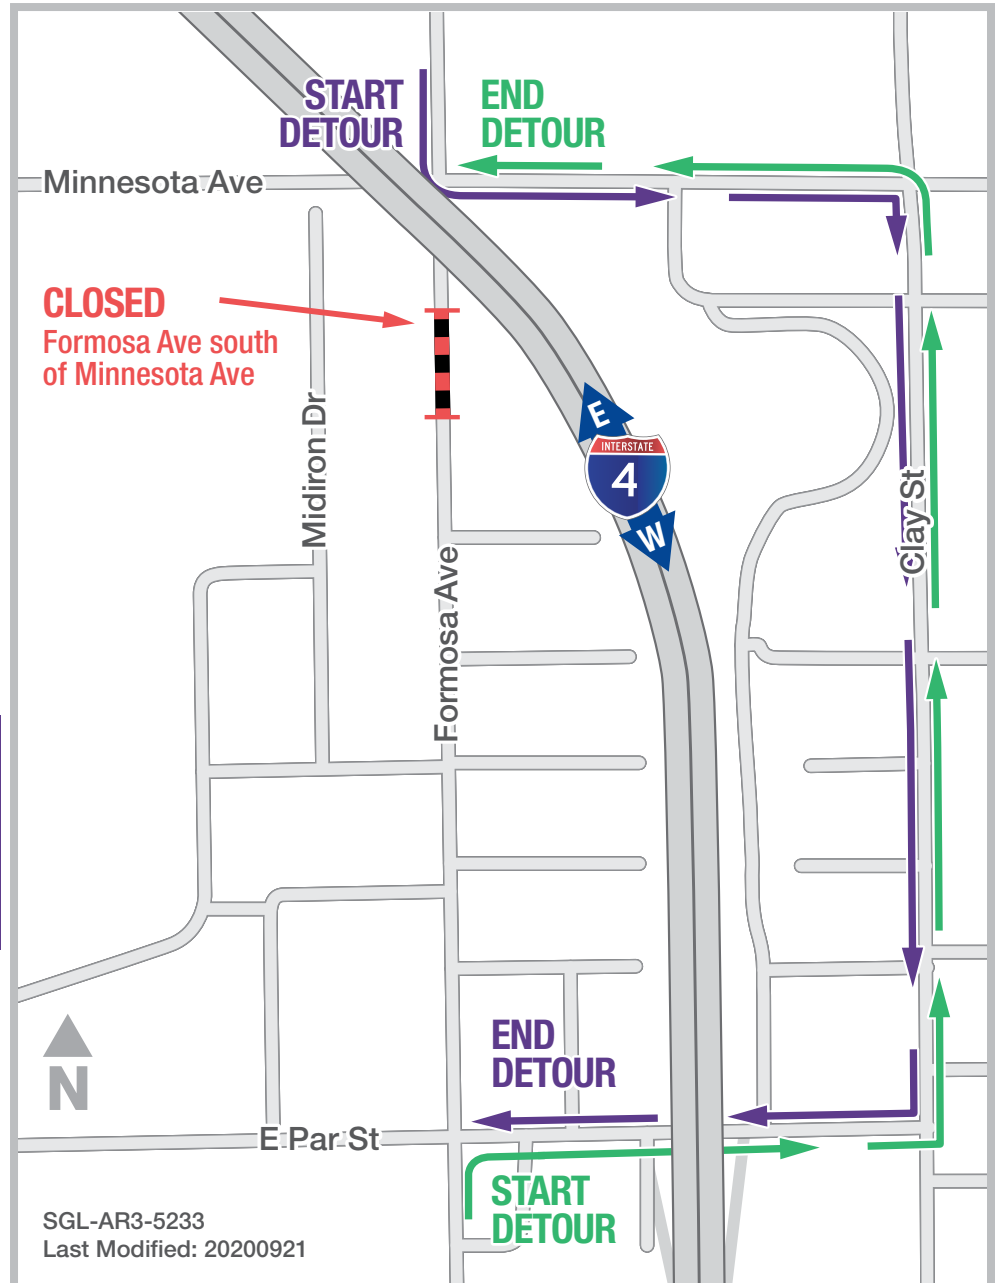 START
DETOUR
END
DETOUR
Minnesota Ave
CLOSED
Formosa Ave south
of Minnesota Ave
Midiron Dr
E
INTERSTATE
4
W
Clay St
Formosa Ave
END
DETOUR
N
E Par St
START
DETOUR
SGL-AR3-5233
Last Modified: 20200921